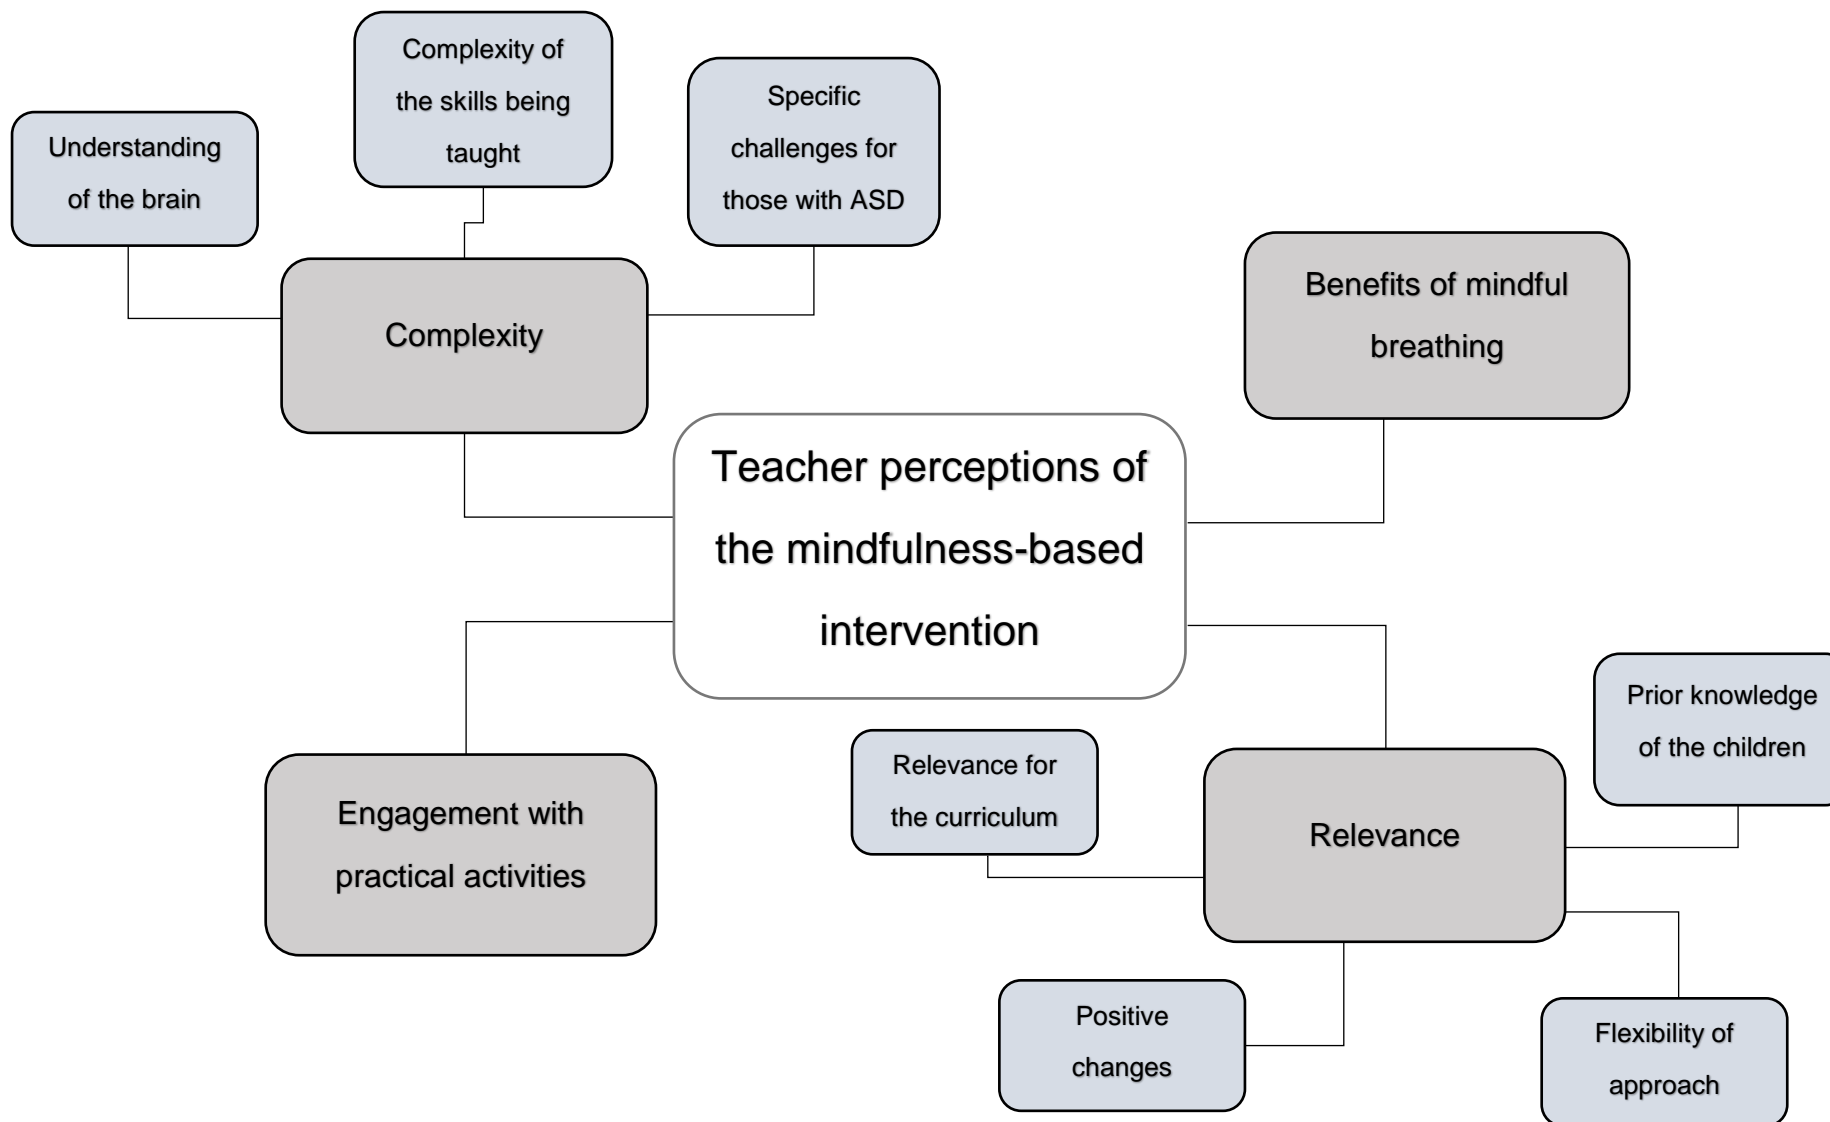 Complexity of
the skills being
taught
Specific
challenges for
those with ASD
Understanding
of the brain
Complexity
Benefits of mindful
breathing
Teacher perceptions of
the mindfulness-based
intervention
Engagement with
practical activities
Relevance for
the curriculum
Relevance
Prior knowledge
of the children
Positive
changes
Flexibility of
approach